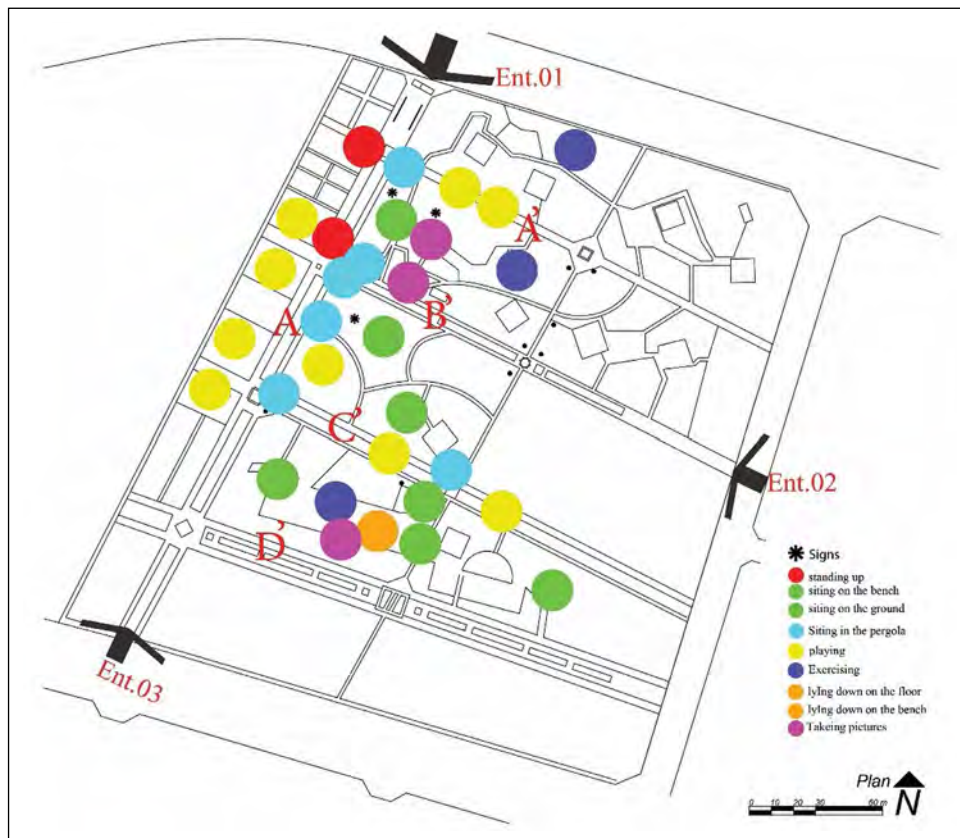 Ent.01
A'
B'
A
C'
Ent.02
D'
Ent.03
Signs
standing up
siting on the bench
siting on the ground
Siting in the pergola
playing
Exercising
lyIng down on the floor
lyIng down on the bench
Takeing pictures
Plan
N
0 10 20 30 60 m